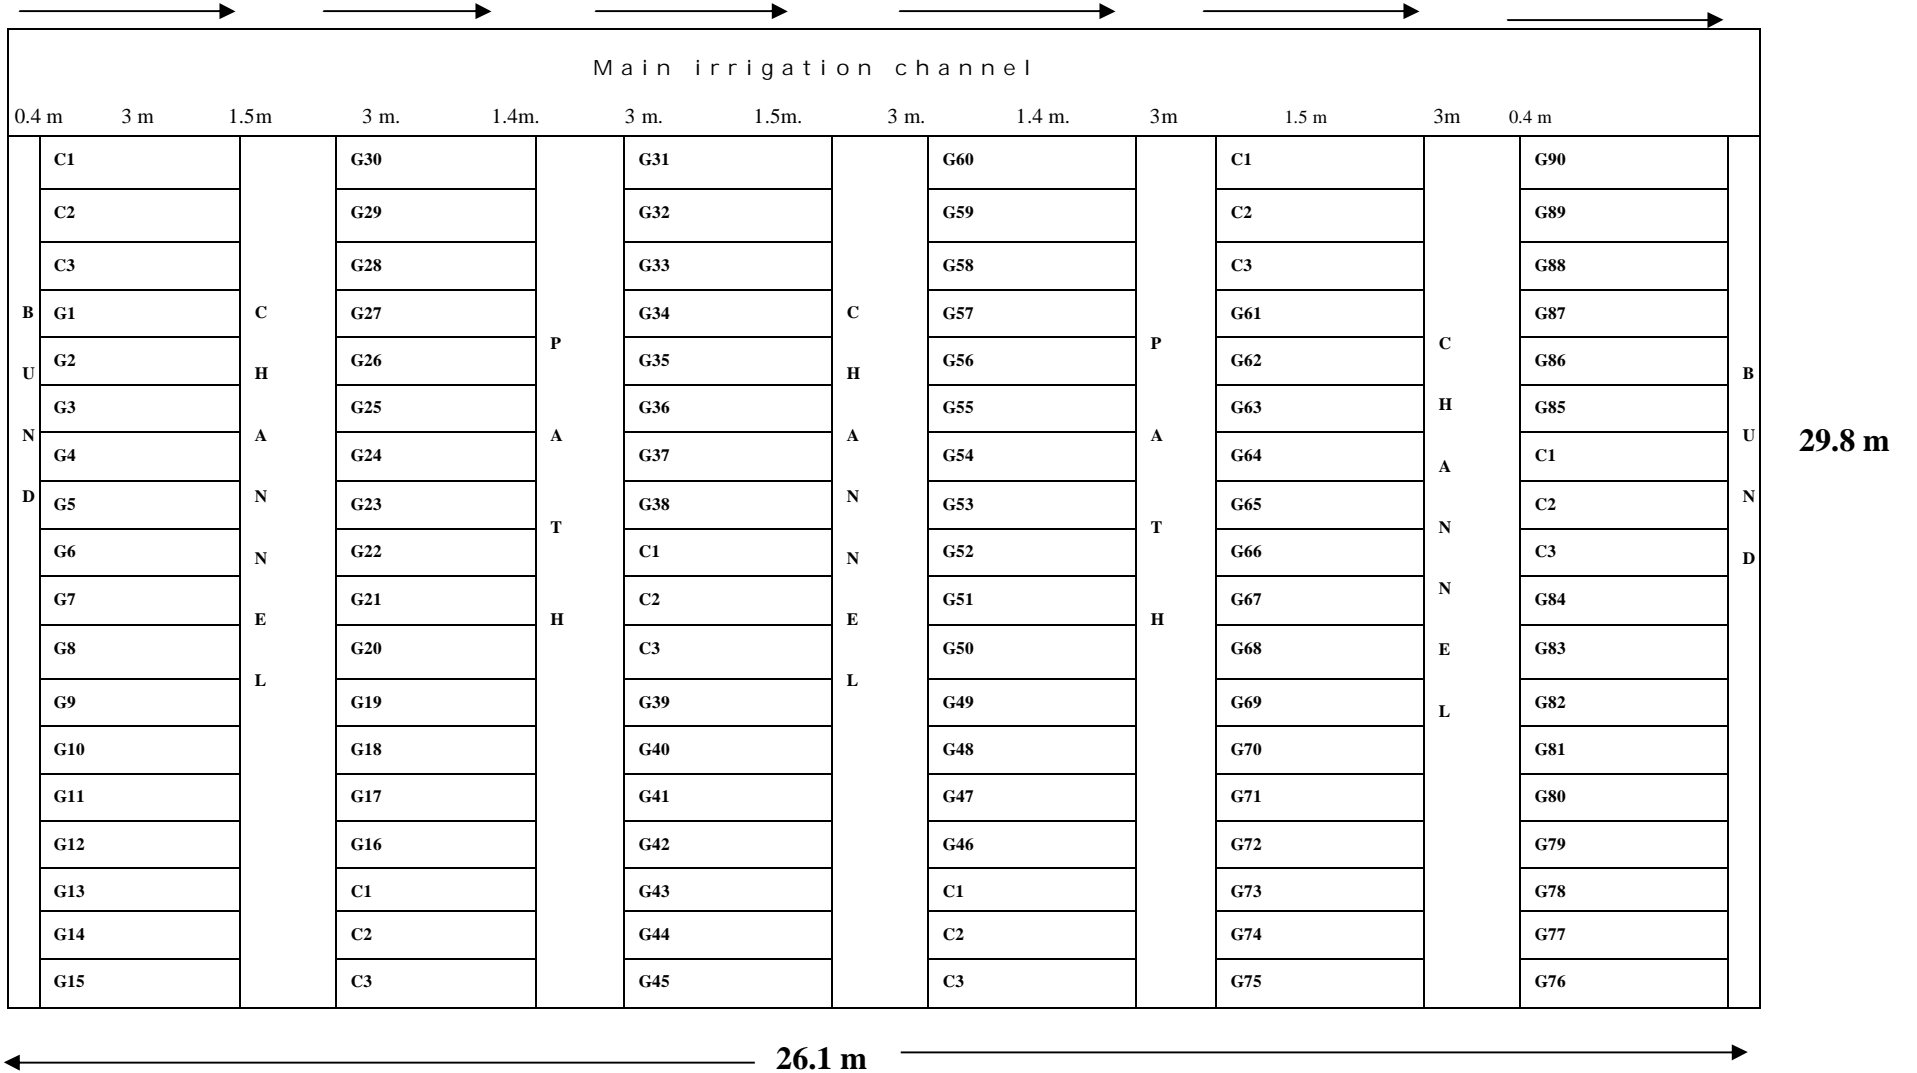 Main irrigation channel
0.4 m 3 m 1.5m 3 m. 1.4m. 3 m. 1.5m. 3 m. 1.4 m. 3m 1.5 m 3m 0.4 m
C1 G30 G31 G60 C1 G90
C2 G29 G32 G59 C2 G89
C3 G28 G33 G58 C3 G88
G1 G27 G34 G57 G61 G87
G2 G26 G35 G56 G62 G86
G3 G25 G36 G55 G63 G85
G4 G24 G37 G54 G64 C1
G5 G23 G38 G53 G65 C2
G6 G22 C1 G52 G66 C3
G7 G21 C2 G51 G67 G84
G8 G20 C3 G50 G68 G83
G9 G19 G39 G49 G69 G82
G10 G18 G40 G48 G70 G81
G11 G17 G41 G47 G71 G80
G12 G16 G42 G46 G72 G79
G13 C1 G43 C1 G73 G78
G14 C2 G44 C2 G74 G77
G15 C3 G45 C3 G75 G76
BUND
CHANNEL
PATH
CHANNEL
PATH
CHANNEL
BUND
29.8 m
26.1 m